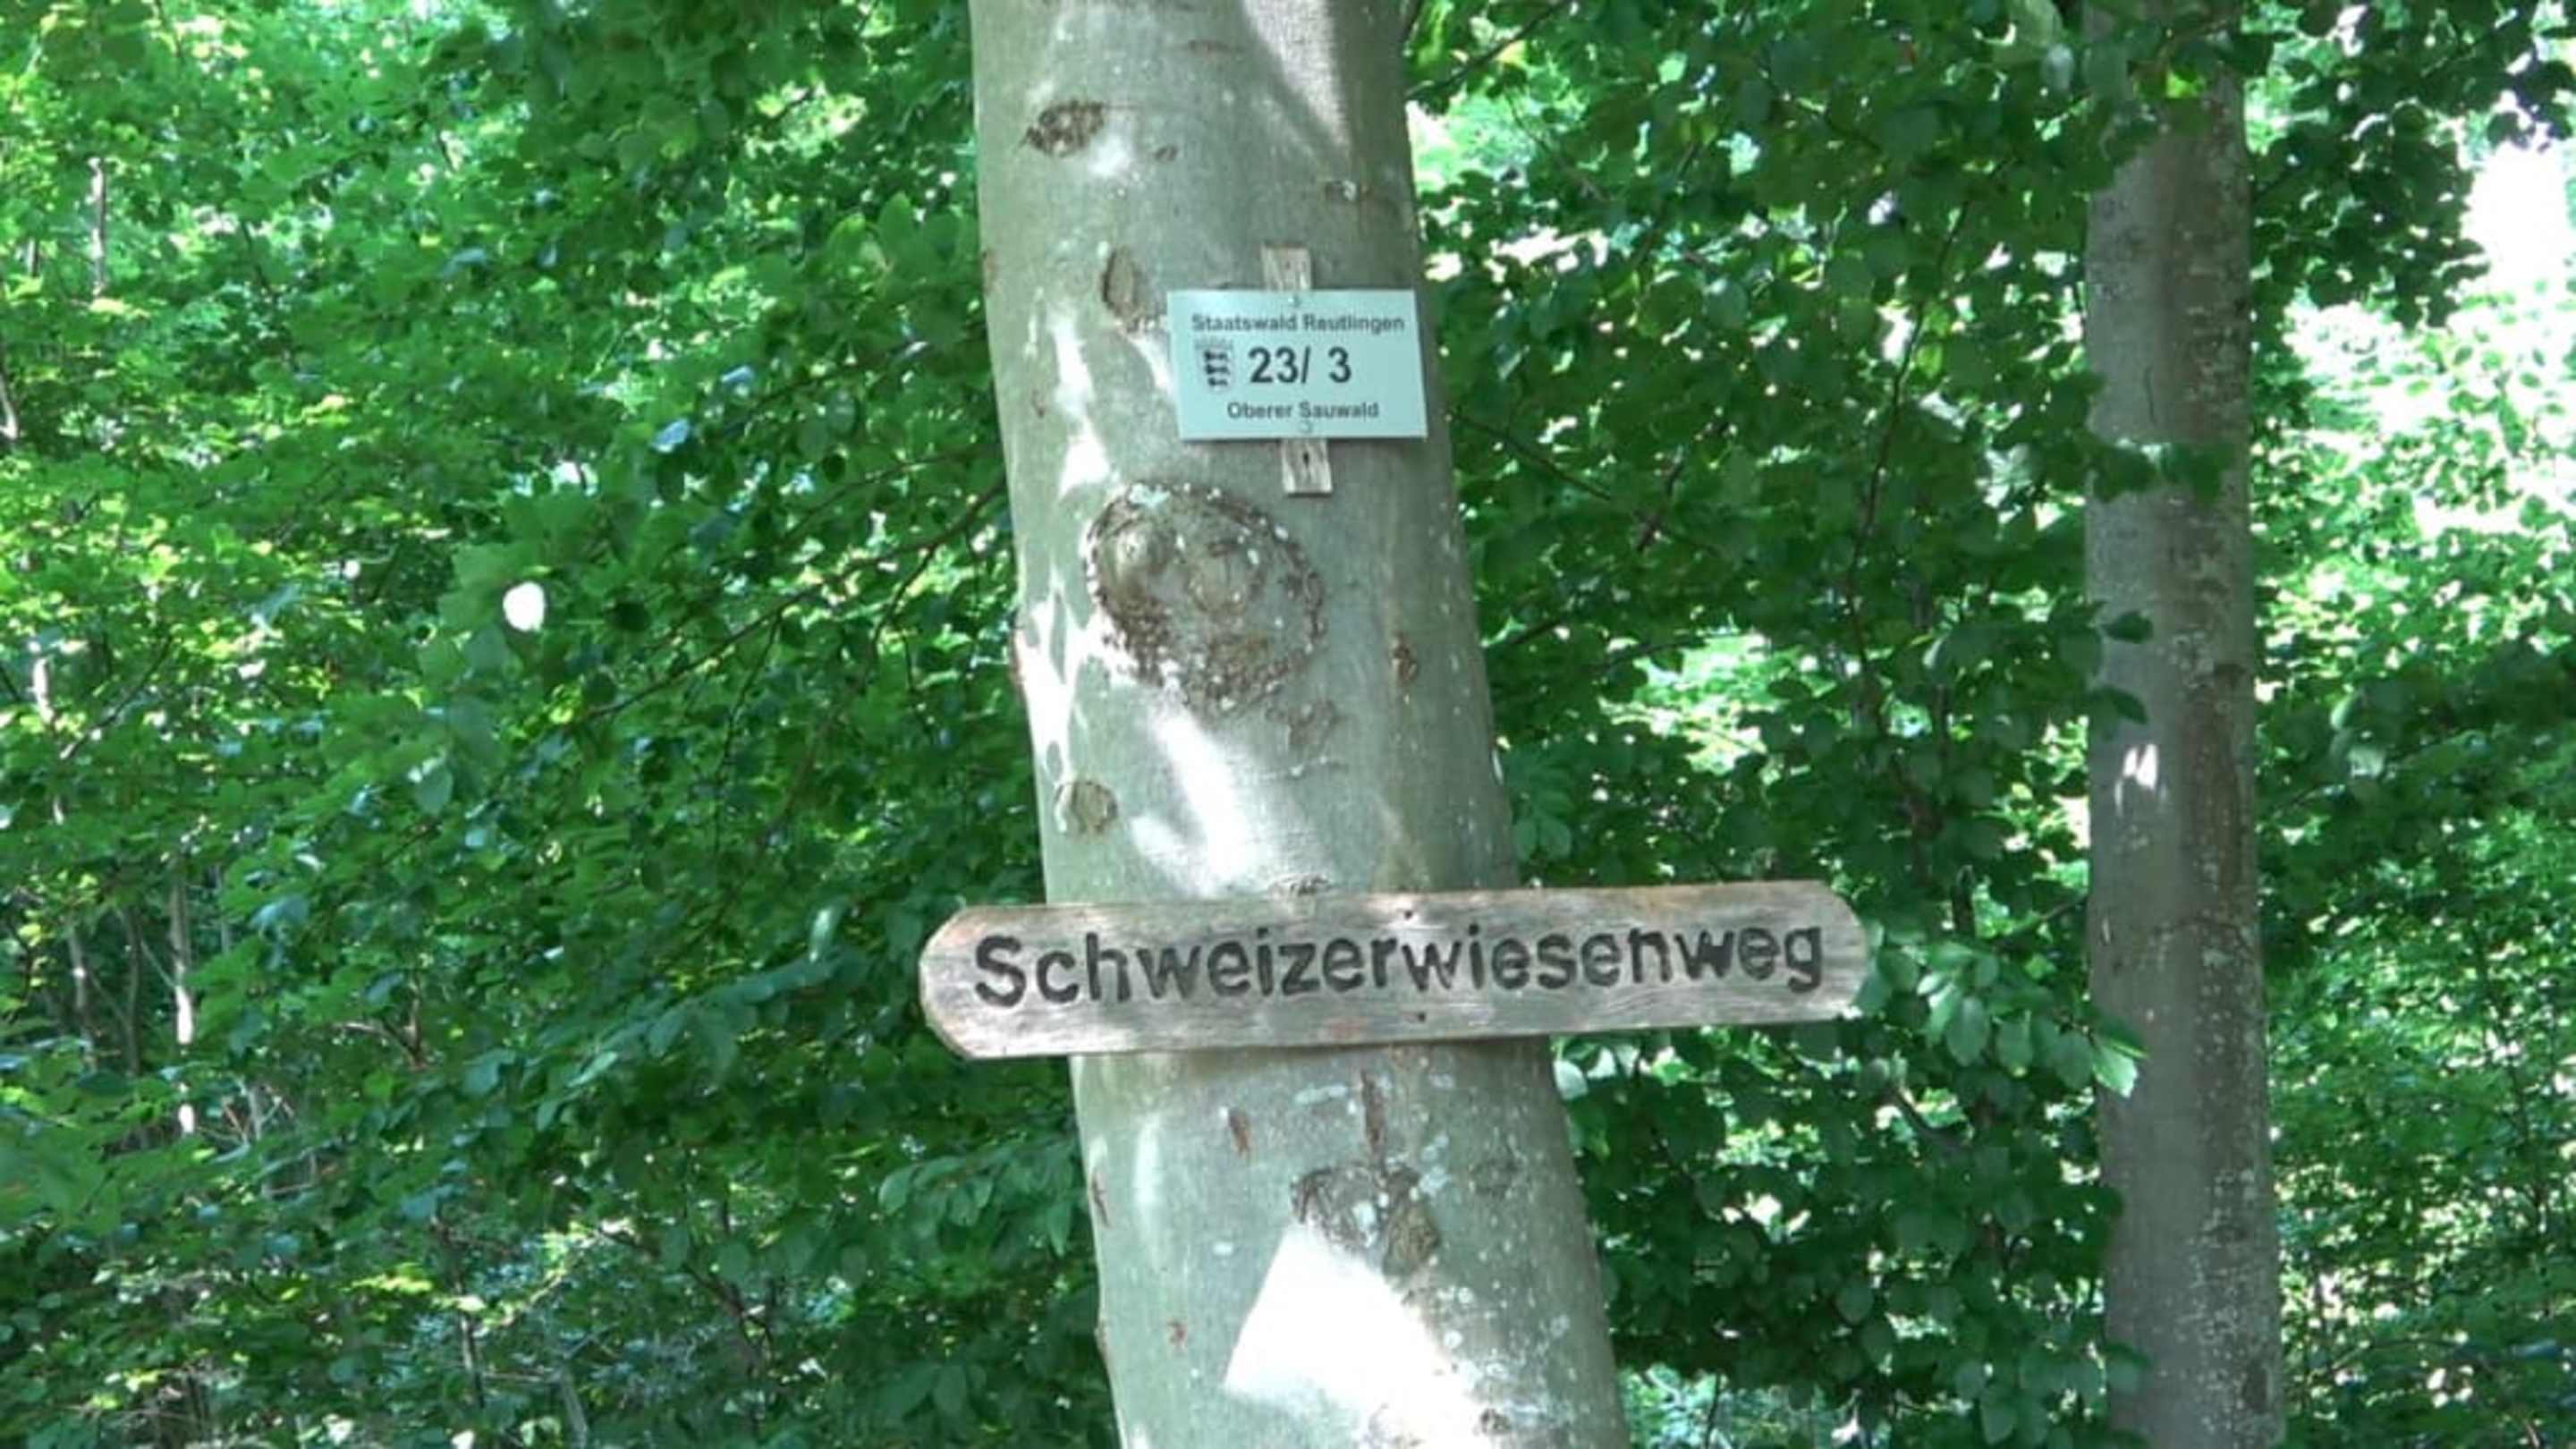 Staatswald Reutlingen
23/ 3
Oberer Sauwald
Schweizerwiesenweg